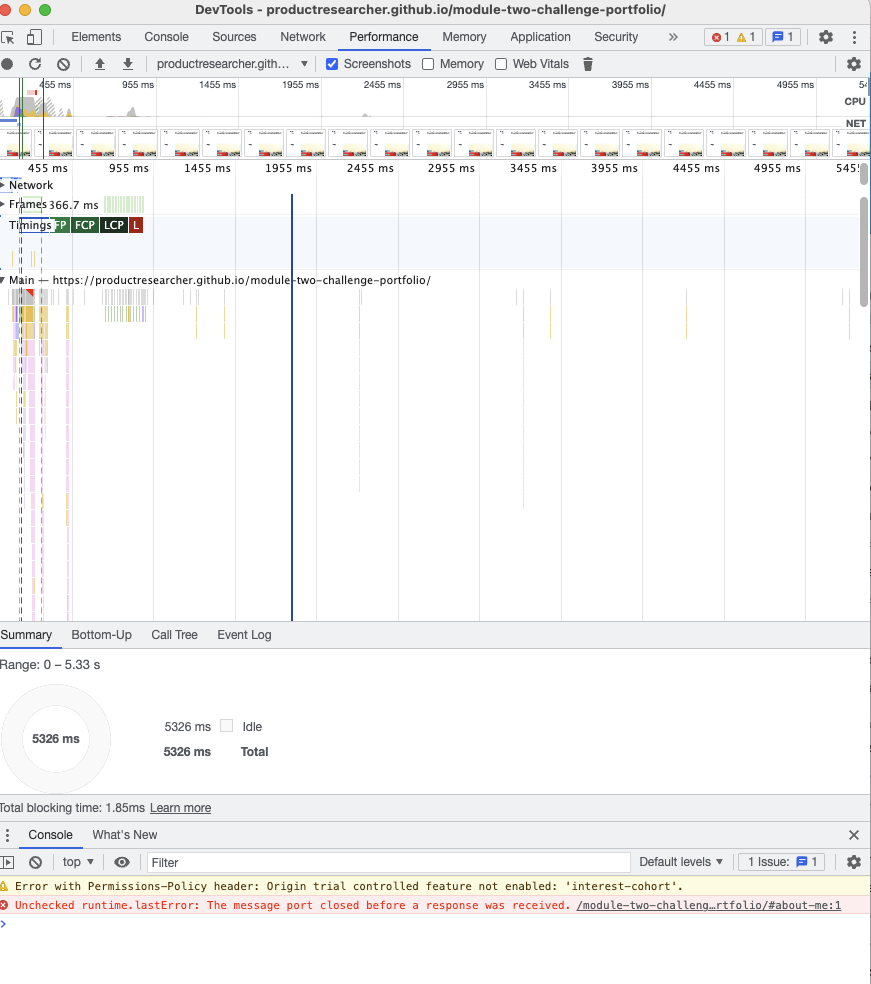 DevTools - productresearcher.github.io/module-two-challenge-portfolio/
Elements Console Sources Network Performance Memory Application Security » 1 1 1
productresearcher.gith… Screenshots Memory Web Vitals
455 ms 955 ms 1455 ms 1955 ms 2455 ms 2955 ms 3455 ms 3955 ms 4455 ms 4955 ms 54
CPU
NET
455 ms 955 ms 1455 ms 1955 ms 2455 ms 2955 ms 3455 ms 3955 ms 4455 ms 4955 ms 545
Network
Frames 366.7 ms
Timings FP FCP LCP L
Main — https://productresearcher.github.io/module-two-challenge-portfolio/
Summary Bottom-Up Call Tree Event Log
Range: 0 – 5.33 s
5326 ms
5326 ms Idle
5326 ms Total
Total blocking time: 1.85ms Learn more
Console What's New
top Filter Default levels 1 Issue: 1
Error with Permissions-Policy header: Origin trial controlled feature not enabled: 'interest-cohort'.
Unchecked runtime.lastError: The message port closed before a response was received. /module-two-challeng…rtfolio/#about-me:1